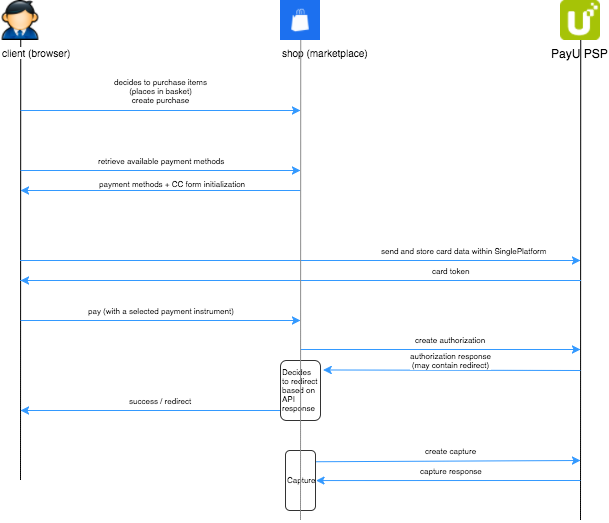 client (browser)
shop (marketplace)
PayU PSP
decides to purchase items
(places in basket)
create purchase
retrieve available payment methods
payment methods + CC form initialization
send and store card data within SinglePlatform
card token
pay (with a selected payment instrument)
create authorization
authorization response
(may contain redirect)
Decides
to redirect
based on
API
response
success / redirect
create capture
capture response
Capture